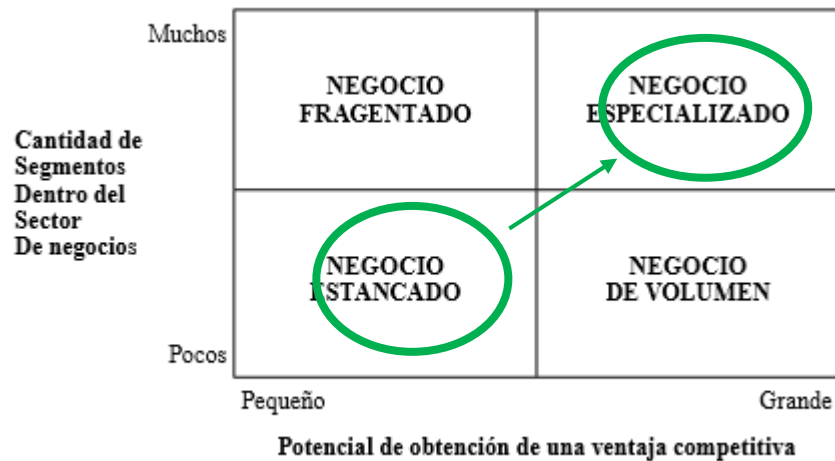 Muchos
NEGOCIO
FRAGENTADO
NEGOCIO
ESPECIALIZADO
Cantidad de
Segmentos
Dentro del
Sector
De negocios
NEGOCIO
ESTANCADO
NEGOCIO
DE VOLUMEN
Pocos
Pequeño
Grande
Potencial de obtención de una ventaja competitiva